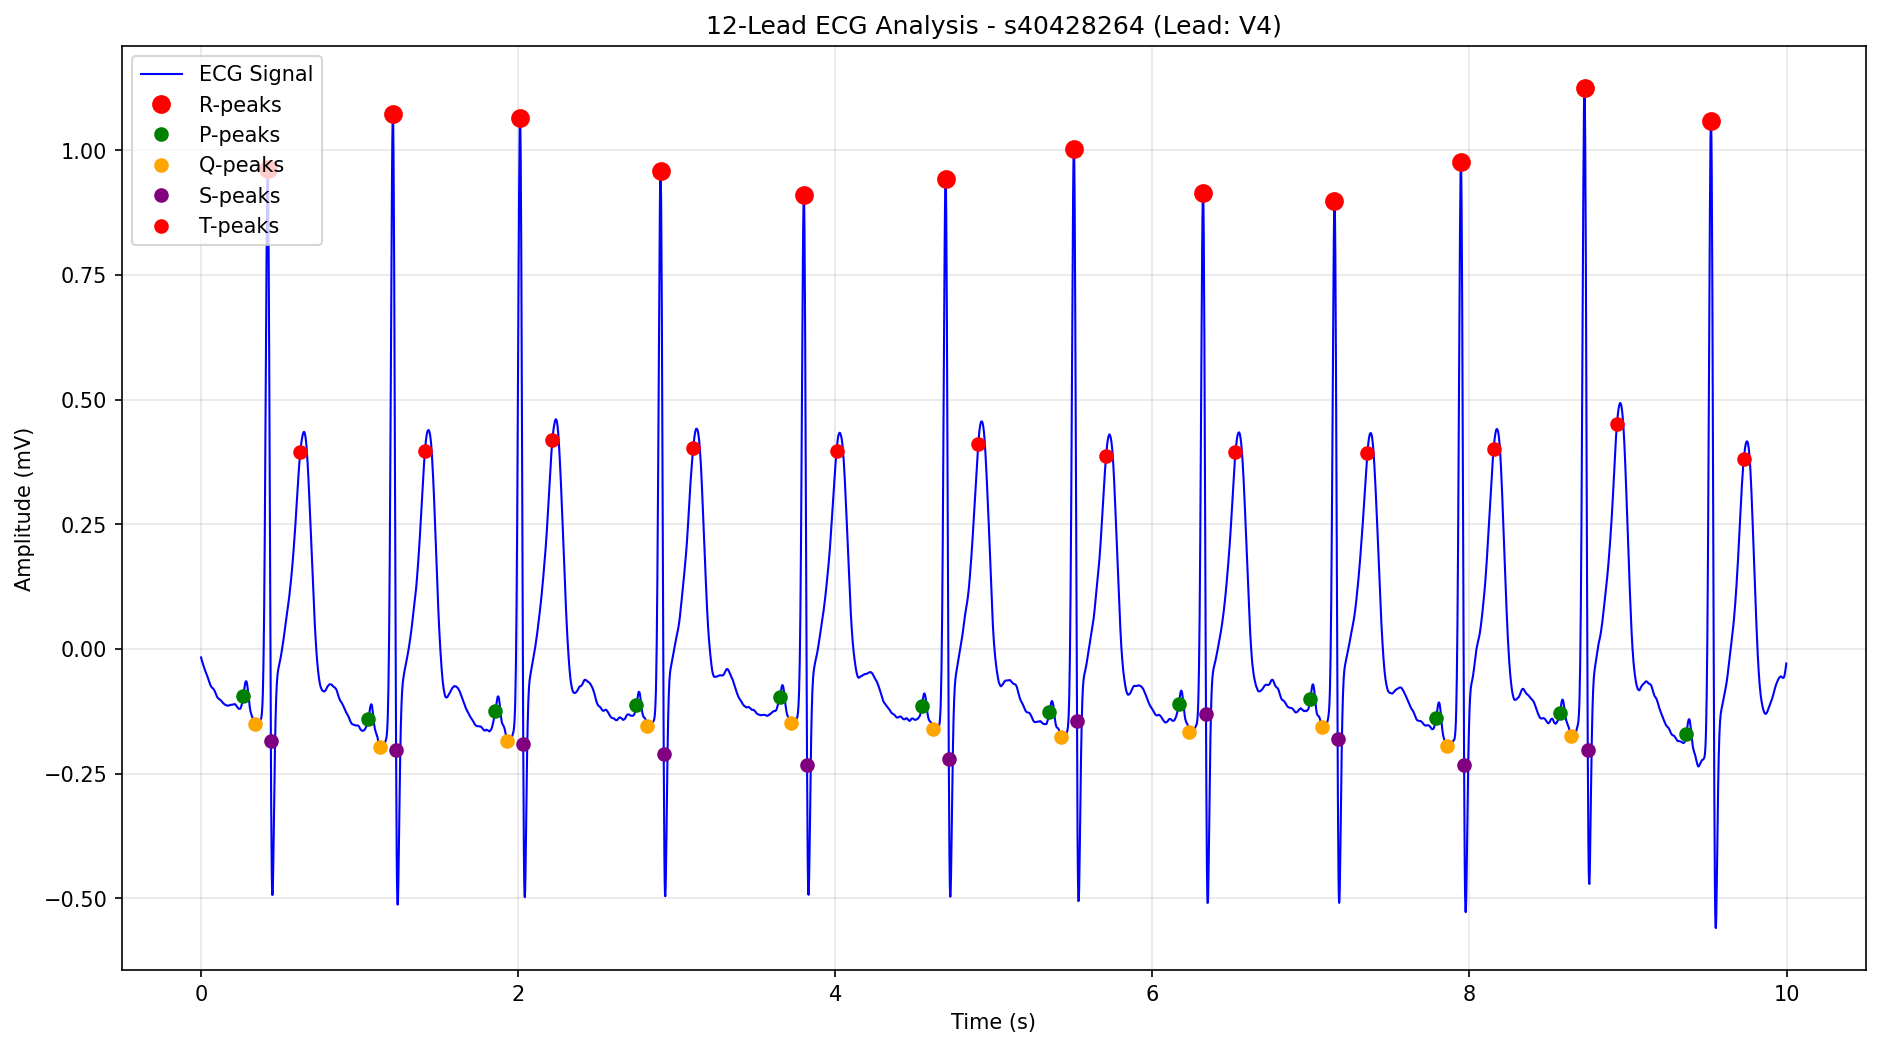 12-Lead ECG Analysis - s40428264 (Lead: V4)
ECG Signal
R-peaks
P-peaks
Q-peaks
S-peaks
T-peaks
Amplitude (mV)
1.00
0.75
0.50
0.25
0.00
−0.25
−0.50
0 2 4 6 8 10
Time (s)